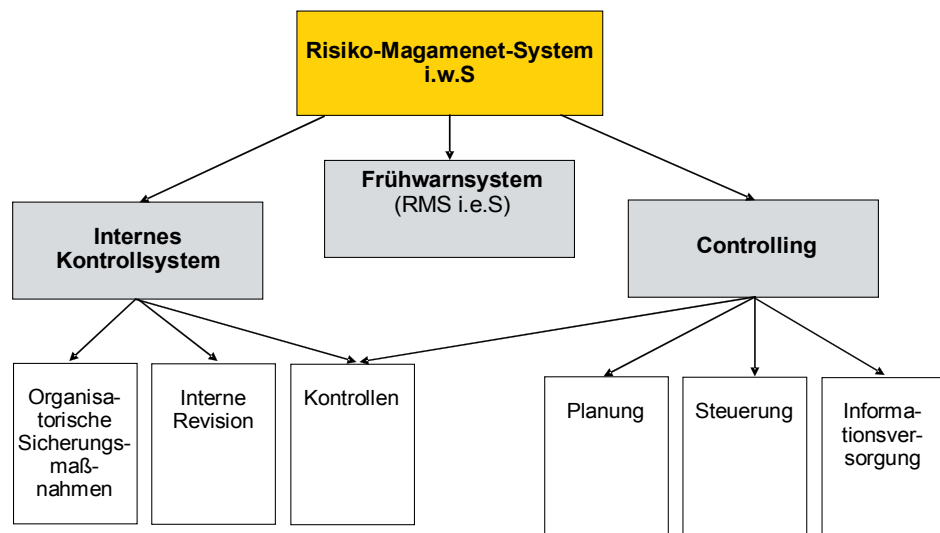 Risiko-Magamenet-System
i.w.S
Frühwarnsystem
(RMS i.e.S)
Internes
Kontrollsystem
Controlling
Organisa-
torische
Sicherungs-
maß-
nahmen
Interne
Revision
Kontrollen
Planung
Steuerung
Informa-
tionsver-
sorgung